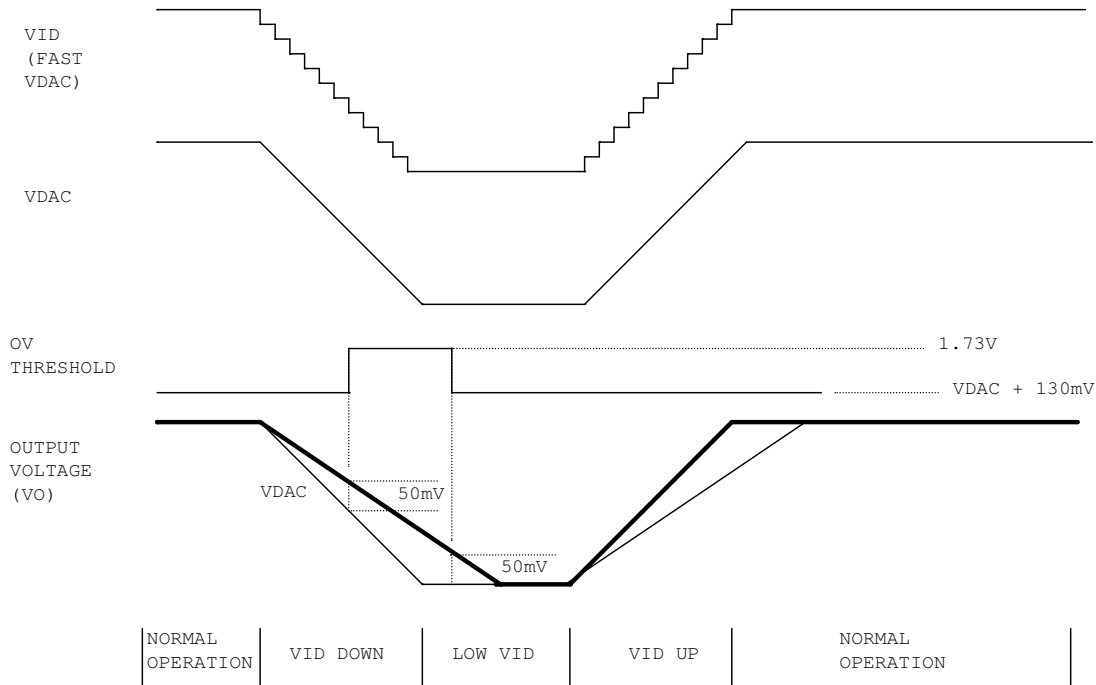 VID
(FAST
VDAC)
VDAC
OV
THRESHOLD
1.73V
VDAC + 130mV
OUTPUT
VOLTAGE
(VO)
VDAC
50mV
50mV
NORMAL
OPERATION
VID DOWN
LOW VID
VID UP
NORMAL
OPERATION